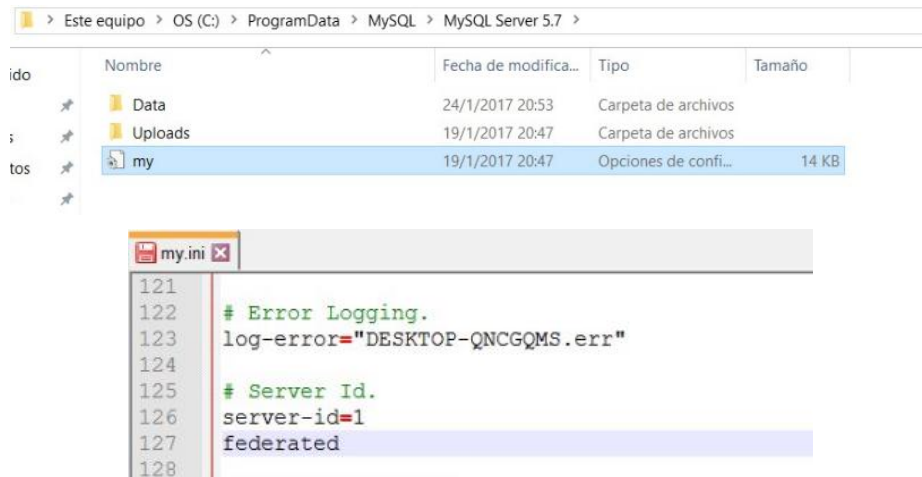 Este equipo > OS (C:) > ProgramData > MySQL > MySQL Server 5.7 >
ido
Nombre Fecha de modifica... Tipo Tamaño
Data 24/1/2017 20:53 Carpeta de archivos
s Uploads 19/1/2017 20:47 Carpeta de archivos
tos my 19/1/2017 20:47 Opciones de confi... 14 KB
my.ini
121
122 # Error Logging.
123 log-error="DESKTOP-QNCGQMS.err"
124
125 # Server Id.
126 server-id=1
127 federated
128